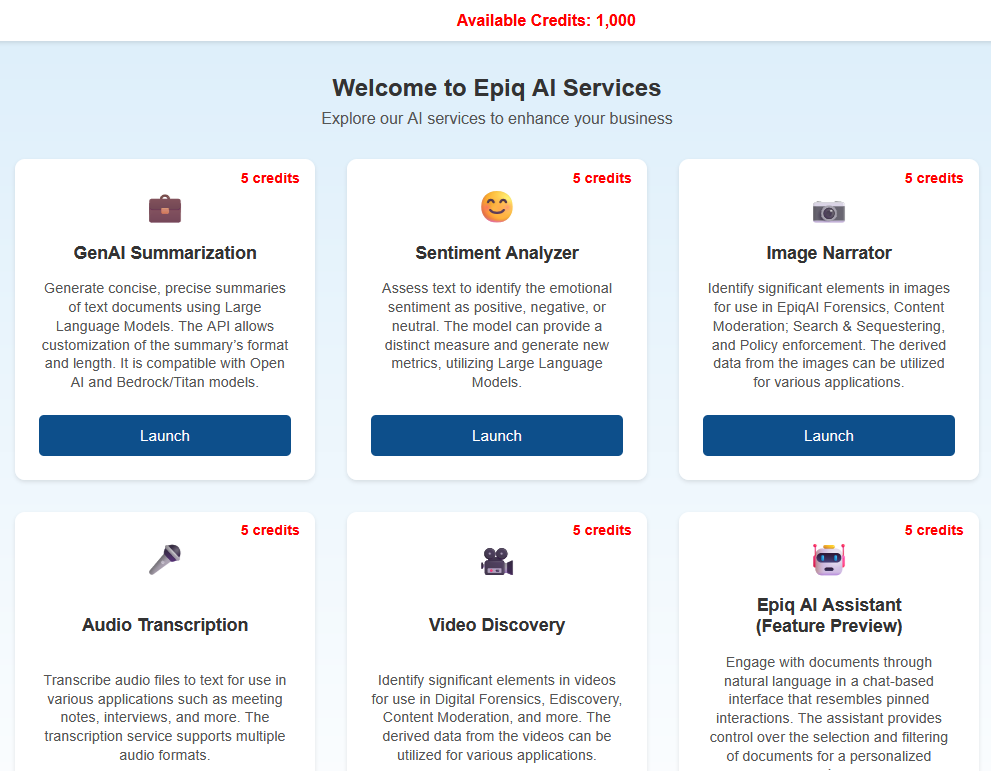 Available Credits: 1,000
Welcome to Epiq AI Services
Explore our AI services to enhance your business
5 credits
GenAI Summarization
Generate concise, precise summaries
of text documents using Large
Language Models. The API allows
customization of the summary’s format
and length. It is compatible with Open
AI and Bedrock/Titan models.
Launch
5 credits
Sentiment Analyzer
Assess text to identify the emotional
sentiment as positive, negative, or
neutral. The model can provide a
distinct measure and generate new
metrics, utilizing Large Language
Models.
Launch
5 credits
Image Narrator
Identify significant elements in images
for use in EpiqAI Forensics, Content
Moderation; Search & Sequestering,
and Policy enforcement. The derived
data from the images can be utilized
for various applications.
Launch
5 credits
Audio Transcription
Transcribe audio files to text for use in
various applications such as meeting
notes, interviews, and more. The
transcription service supports multiple
audio formats.
5 credits
Video Discovery
Identify significant elements in videos
for use in Digital Forensics, Ediscovery,
Content Moderation, and more. The
derived data from the videos can be
utilized for various applications.
5 credits
Epiq AI Assistant
(Feature Preview)
Engage with documents through
natural language in a chat-based
interface that resembles pinned
interactions. The assistant provides
control over the selection and filtering
of documents for a personalized